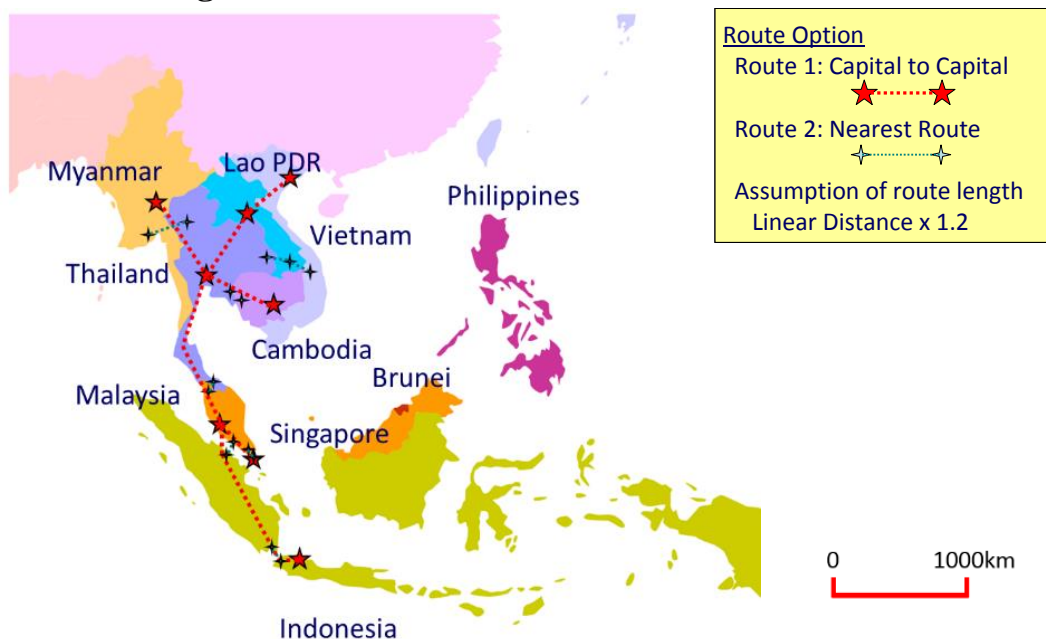 Route Option
Route 1: Capital to Capital
Route 2: Nearest Route
Assumption of route length
Linear Distance x 1.2
Myanmar
Lao PDR
Philippines
Vietnam
Thailand
Cambodia
Brunei
Malaysia
Singapore
Indonesia
0 1000km